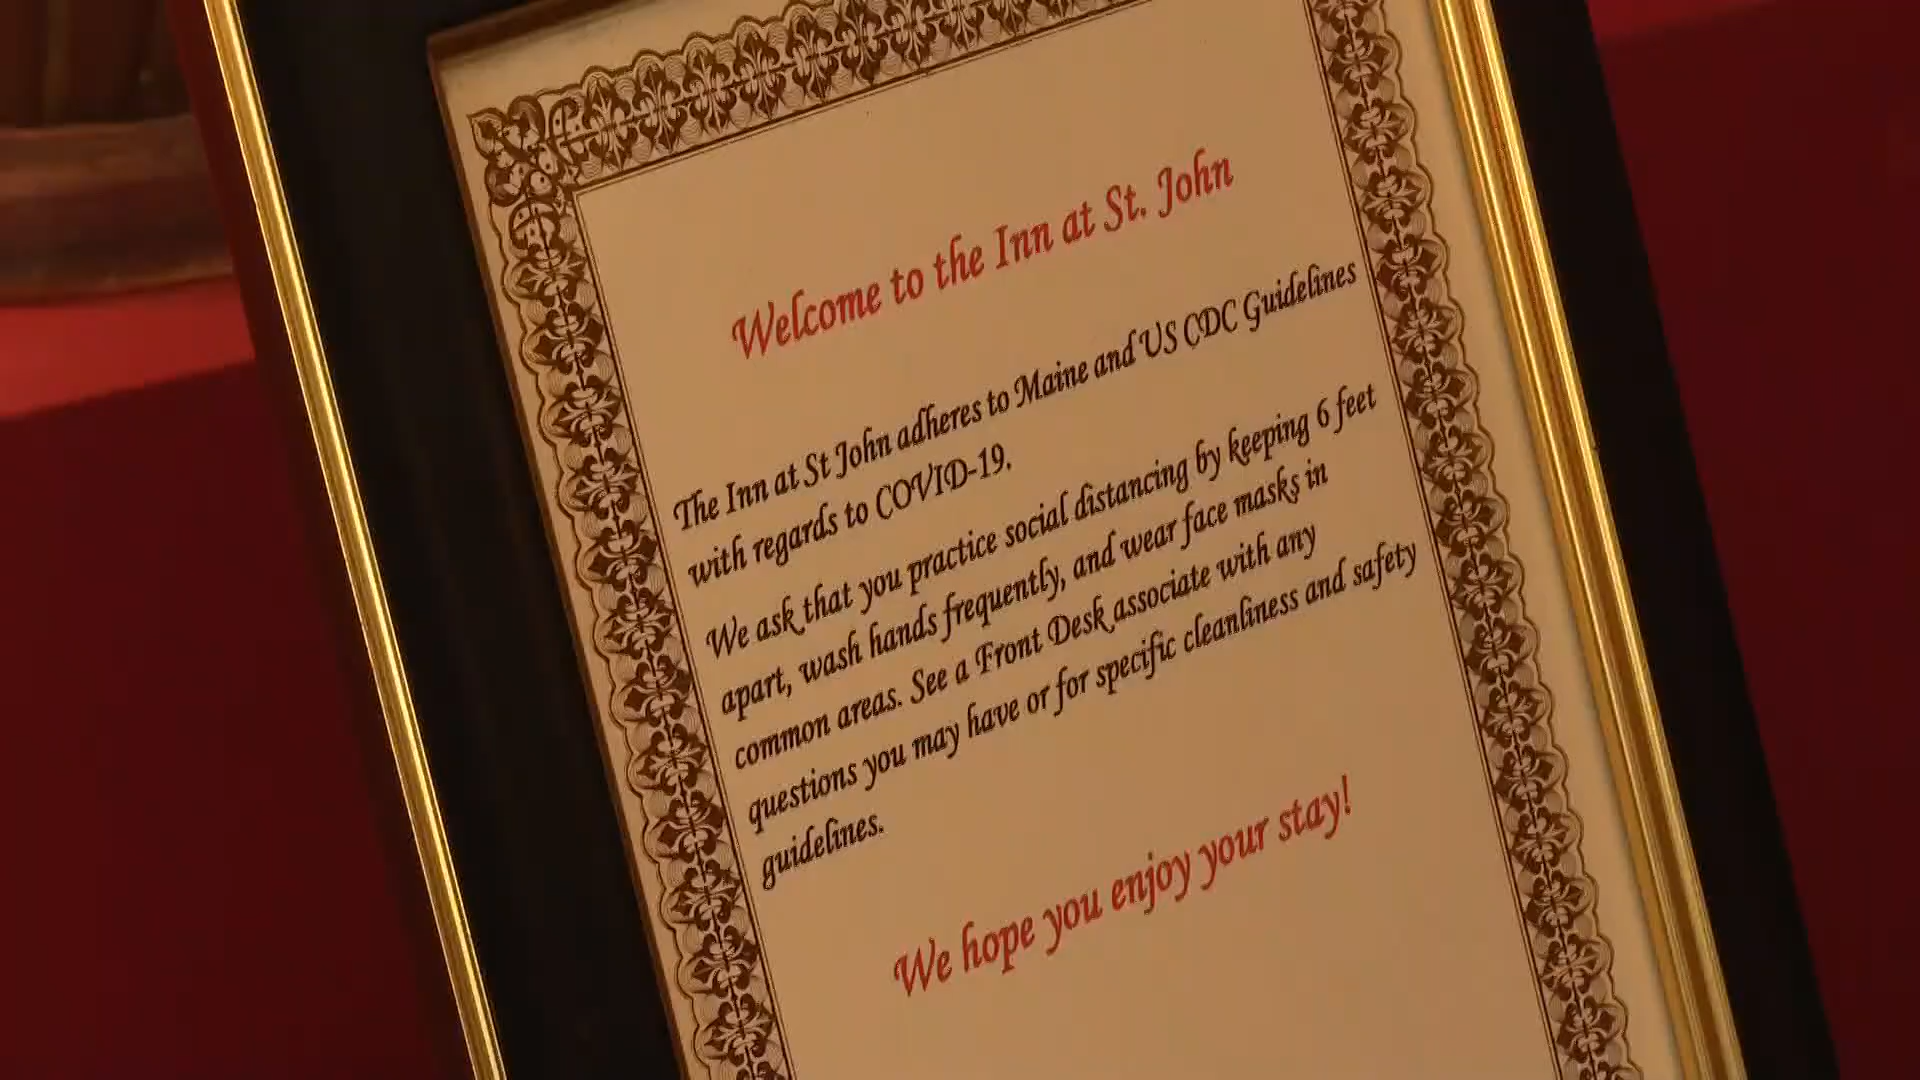 Welcome to the Inn at St. John
The Inn at St John adheres to Maine and US CDC Guidelines
with regards to COVID-19.
We ask that you practice social distancing by keeping 6 feet
apart, wash hands frequently, and wear face masks in
common areas. See a Front Desk associate with any
questions you may have or for specific cleanliness and safety
guidelines.
We hope you enjoy your stay!